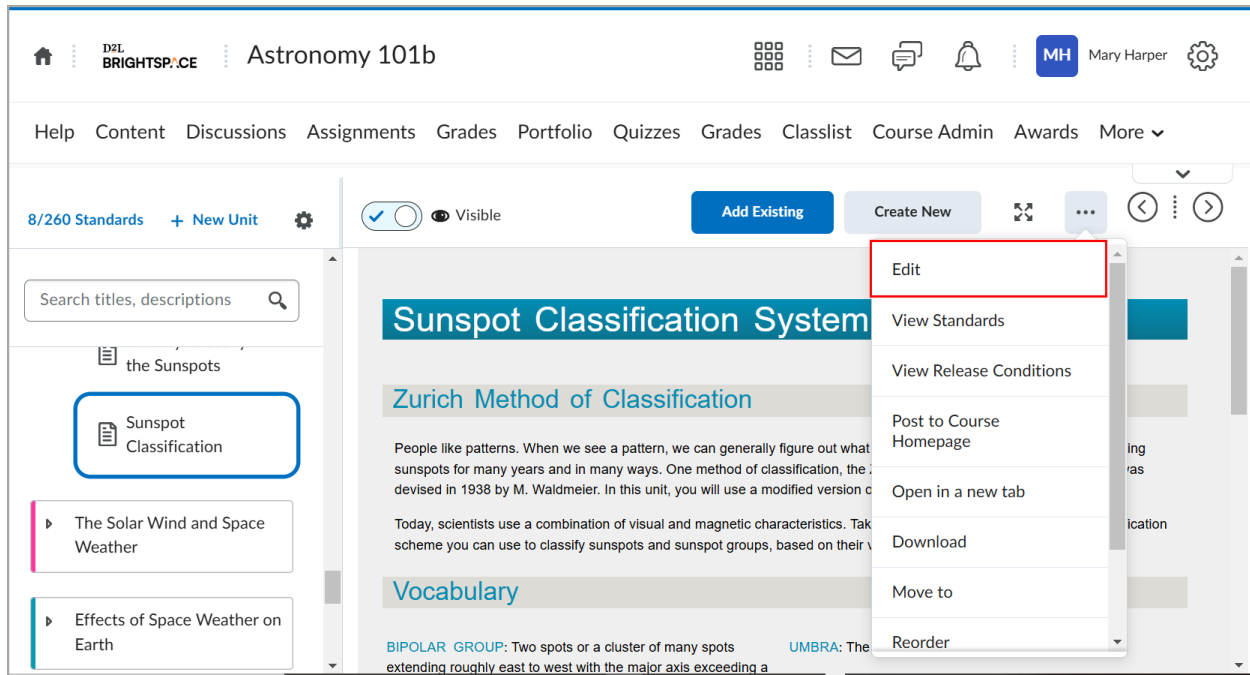 D2L
BRIGHTSPACE
Astronomy 101b
MH
Mary Harper
Help Content Discussions Assignments Grades Portfolio Quizzes Grades Classlist Course Admin Awards More
8/260 Standards + New Unit
Visible
Add Existing
Create New
Search titles, descriptions
the Sunspots
Sunspot
Classification
The Solar Wind and Space
Weather
Effects of Space Weather on
Earth
Sunspot Classification System
Zurich Method of Classification
People like patterns. When we see a pattern, we can generally figure out what
sunspots for many years and in many ways. One method of classification, the
devised in 1938 by M. Waldmeier. In this unit, you will use a modified version
Today, scientists use a combination of visual and magnetic characteristics.
scheme you can use to classify sunspots and sunspot groups, based on their
Vocabulary
BIPOLAR GROUP: Two spots or a cluster of many spots
extending roughly east to west with the major axis exceeding a
UMBRA: The
Edit
View Standards
View Release Conditions
Post to Course
Homepage
Open in a new tab
Download
Move to
Reorder